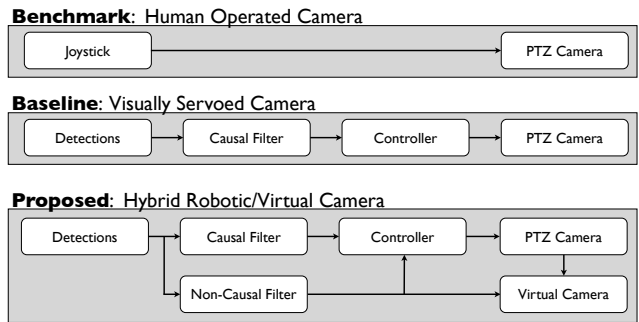 Benchmark: Human Operated Camera
Joystick PTZ Camera
Baseline: Visually Servoed Camera
Detections Causal Filter Controller PTZ Camera
Proposed: Hybrid Robotic/Virtual Camera
Detections Causal Filter Controller PTZ Camera
Non-Causal Filter Virtual Camera